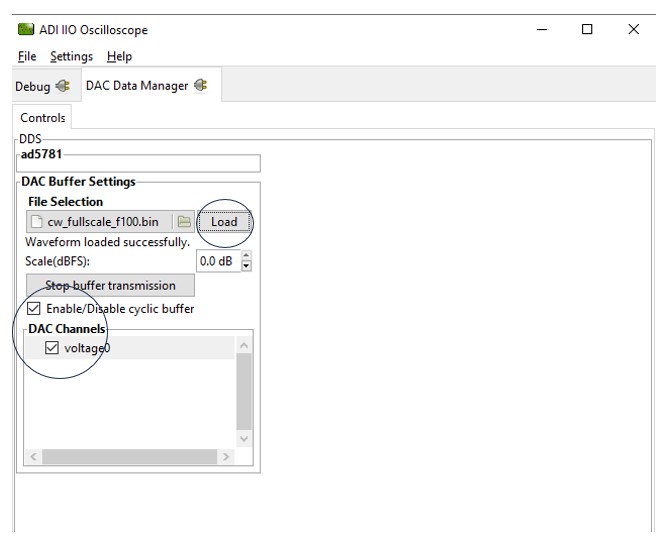 ADI IIO Oscilloscope
File Settings Help
Debug DAC Data Manager
Controls
DDS
ad5781
DAC Buffer Settings
File Selection
cw_fullscale_f100.bin Load
Waveform loaded successfully.
Scale(dBFS): 0.0 dB
Stop buffer transmission
Enable/Disable cyclic buffer
DAC Channels
voltage0